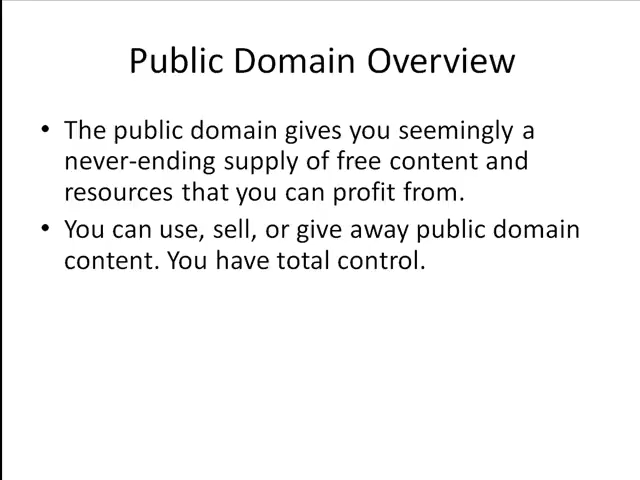 Public Domain Overview
• The public domain gives you seemingly a
never-ending supply of free content and
resources that you can profit from.
• You can use, sell, or give away public domain
content. You have total control.